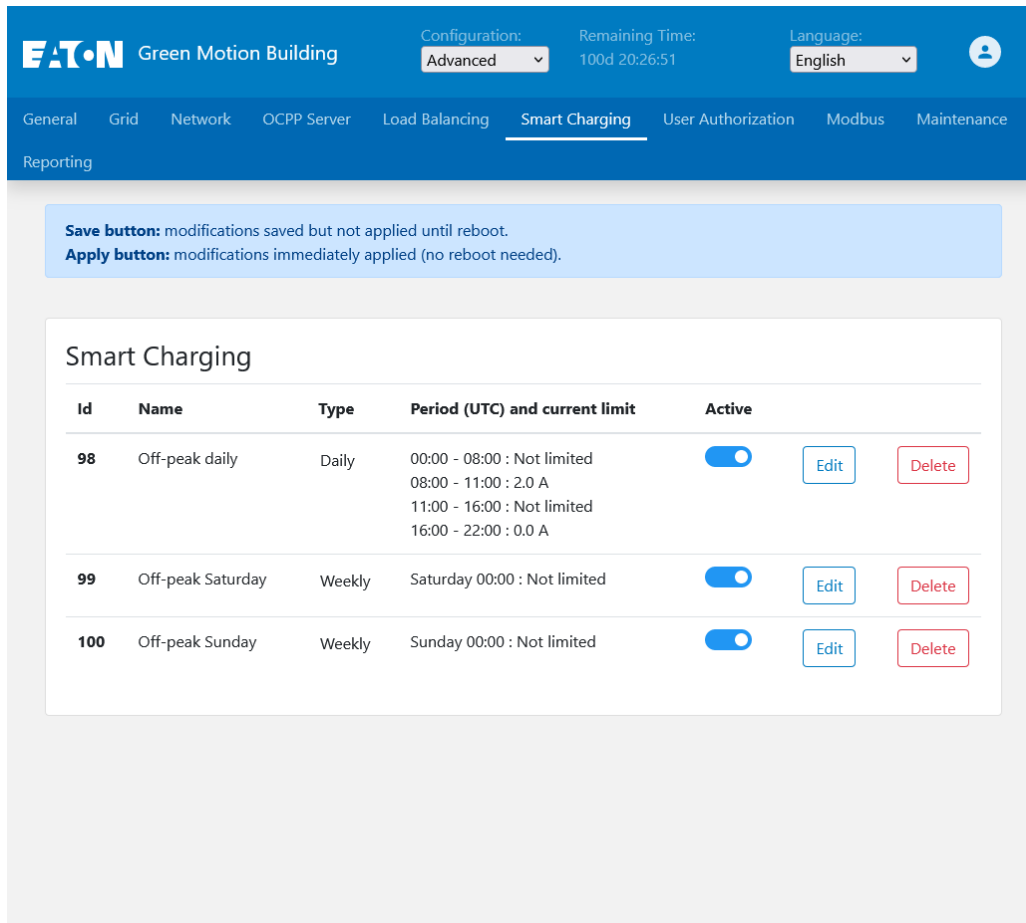 EATON Green Motion Building
Configuration:
Advanced
Remaining Time:
100d 20:26:51
Language:
English
General Grid Network OCPP Server Load Balancing Smart Charging User Authorization Modbus Maintenance
Reporting
Save button: modifications saved but not applied until reboot.
Apply button: modifications immediately applied (no reboot needed).
Smart Charging
Id Name Type Period (UTC) and current limit Active
98 Off-peak daily Daily 00:00 - 08:00 : Not limited Edit Delete
08:00 - 11:00 : 2.0 A
11:00 - 16:00 : Not limited
16:00 - 22:00 : 0.0 A
99 Off-peak Saturday Weekly Saturday 00:00 : Not limited Edit Delete
100 Off-peak Sunday Weekly Sunday 00:00 : Not limited Edit Delete